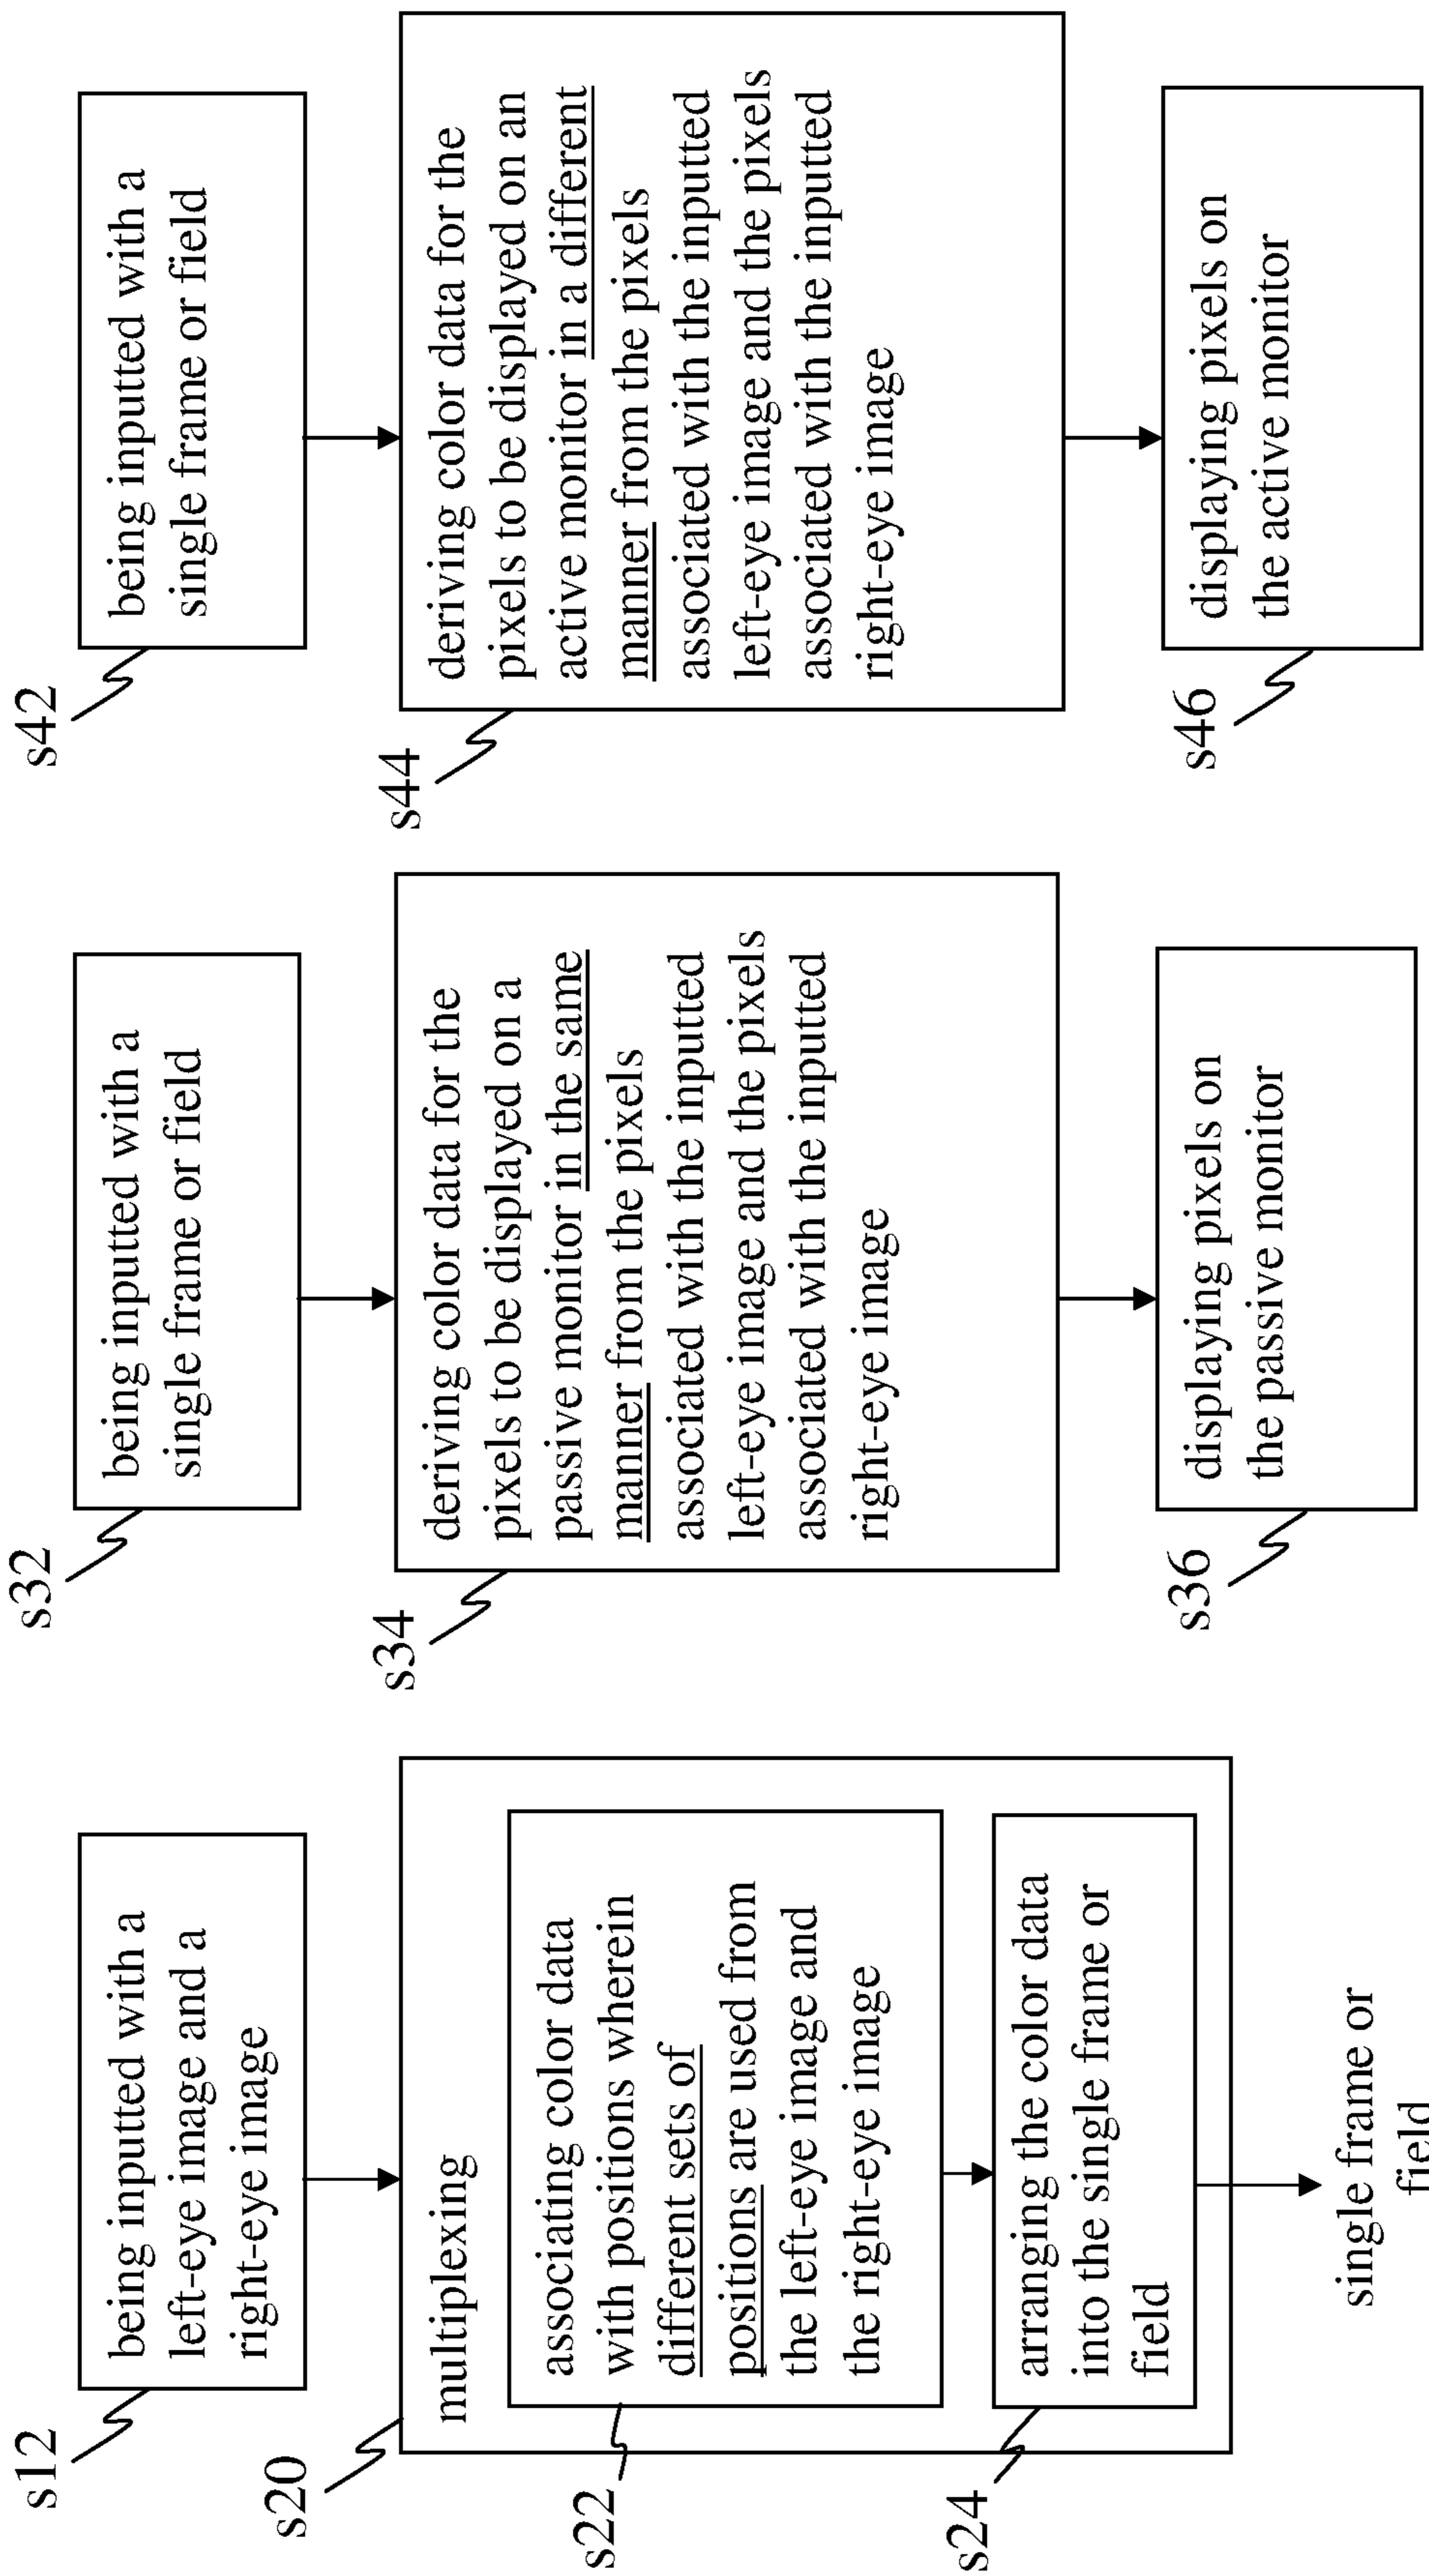 s12
being inputted with a
left-eye image and a
right-eye image
s20
multiplexing
s22
associating color data
with positions wherein
different sets of
positions are used from
the left-eye image and
the right-eye image
s24
arranging the color data
into the single frame or
field
single frame or
field
s32
being inputted with a
single frame or field
s34
deriving color data for the
pixels to be displayed on a
passive monitor in the same
manner from the pixels
associated with the inputted
left-eye image and the pixels
associated with the inputted
right-eye image
s36
displaying pixels on
the passive monitor
s42
being inputted with a
single frame or field
s44
deriving color data for the
pixels to be displayed on an
active monitor in a different
manner from the pixels
associated with the inputted
left-eye image and the pixels
associated with the inputted
right-eye image
s46
displaying pixels on
the active monitor